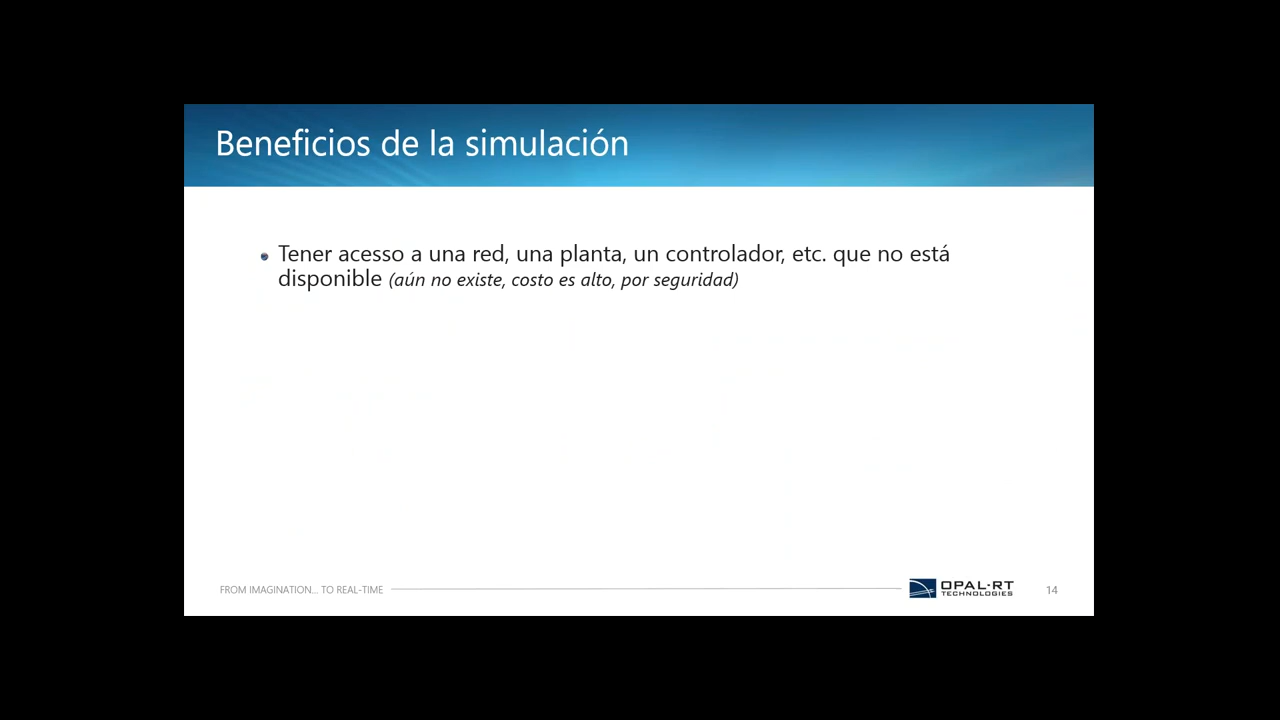 Beneficios de la simulación
Tener acesso a una red, una planta, un controlador, etc. que no está
disponible (aún no existe, costo es alto, por seguridad)
FROM IMAGINATION... TO REAL-TIME
OPAL-RT
TECHNOLOGIES
14